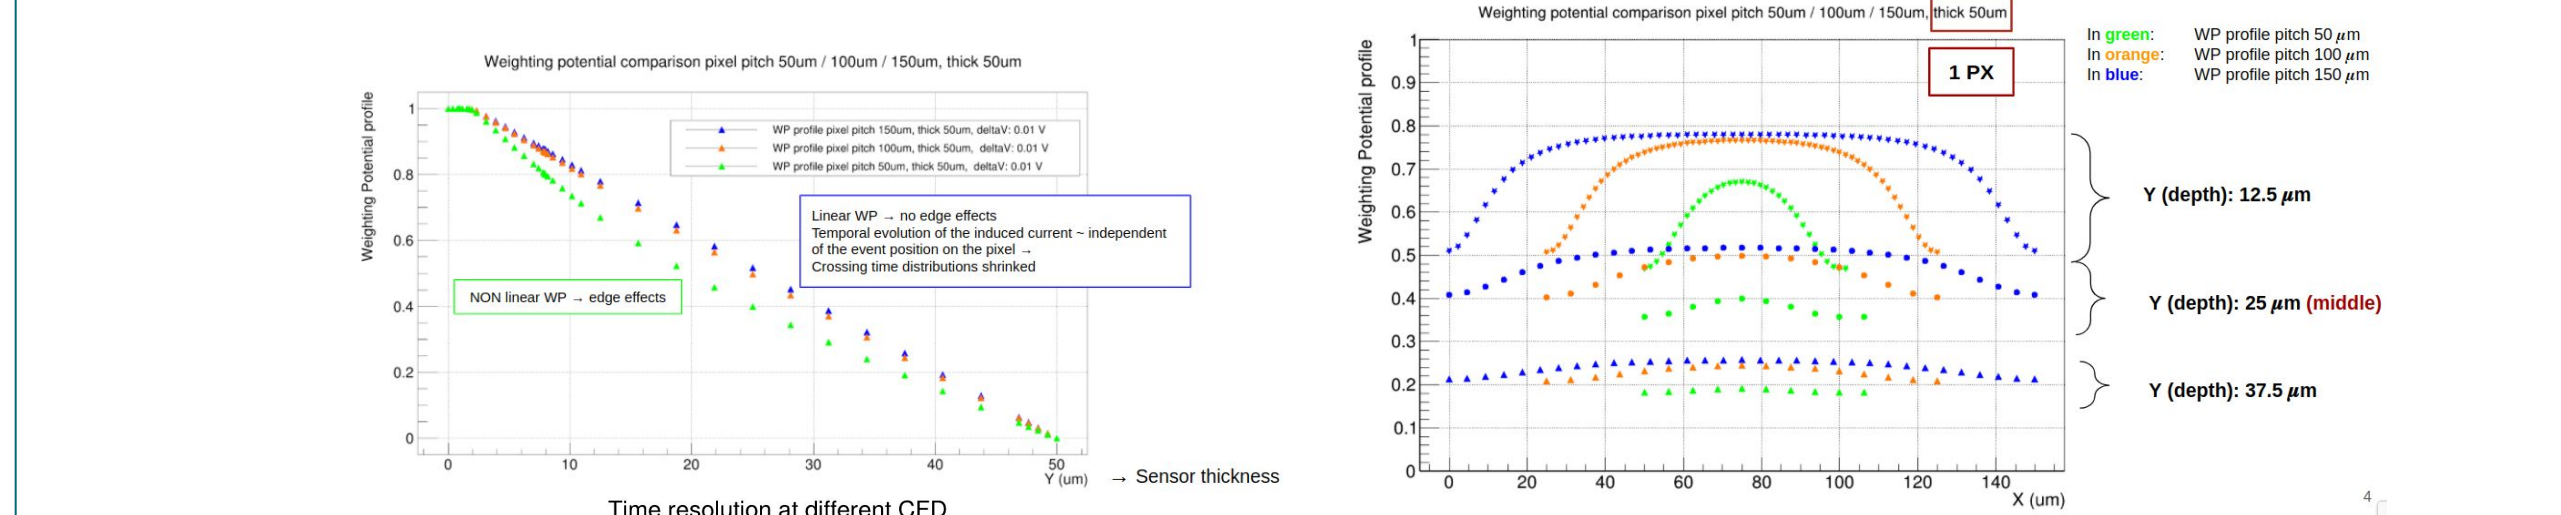 Weighting potential comparison pixel pitch 50um / 100um / 150um, thick 50um
Weighting Potential profile
1
0.8
0.6
0.4
0.2
0
WP profile pixel pitch 150um, thick 50um, deltaV: 0.01 V
WP profile pixel pitch 100um, thick 50um, deltaV: 0.01 V
WP profile pixel pitch 50um, thick 50um, deltaV: 0.01 V
Linear WP → no edge effects
Temporal evolution of the induced current ~ independent
of the event position on the pixel →
Crossing time distributions shrinked
NON linear WP → edge effects
0 10 20 30 40 50
Y (um)
→ Sensor thickness
Time resolution at different CFD
Weighting potential comparison pixel pitch 50um / 100um / 150um, thick 50um
Weighting Potential profile
1
0.9
0.8
0.7
0.6
0.5
0.4
0.3
0.2
0.1
0
1 PX
0 20 40 60 80 100 120 140
X (um)
In green: WP profile pitch 50 μm
In orange: WP profile pitch 100 μm
In blue: WP profile pitch 150 μm
Y (depth): 12.5 μm
Y (depth): 25 μm (middle)
Y (depth): 37.5 μm
4